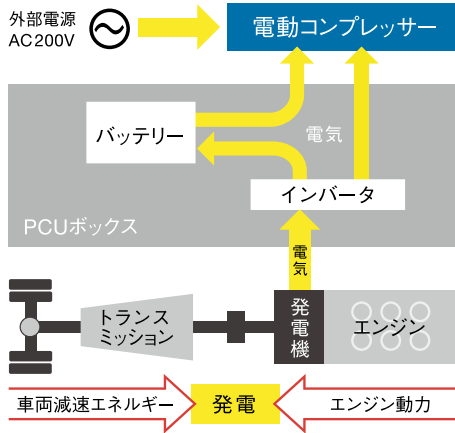 外部電源
AC200V
電動コンプレッサー
バッテリー
電気
インバータ
PCUボックス
電気
トランス
ミッション
発電機
エンジン
車両減速エネルギー
発電
エンジン動力